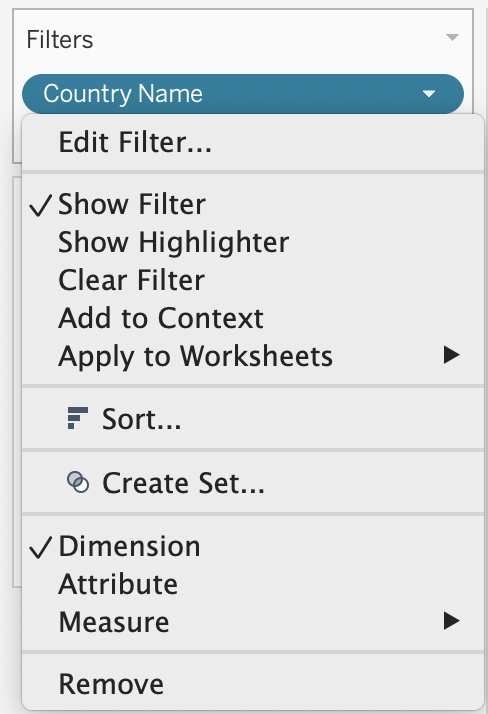 Filters
Country Name
Edit Filter...
Show Filter
Show Highlighter
Clear Filter
Add to Context
Apply to Worksheets
Sort...
Create Set...
Dimension
Attribute
Measure
Remove